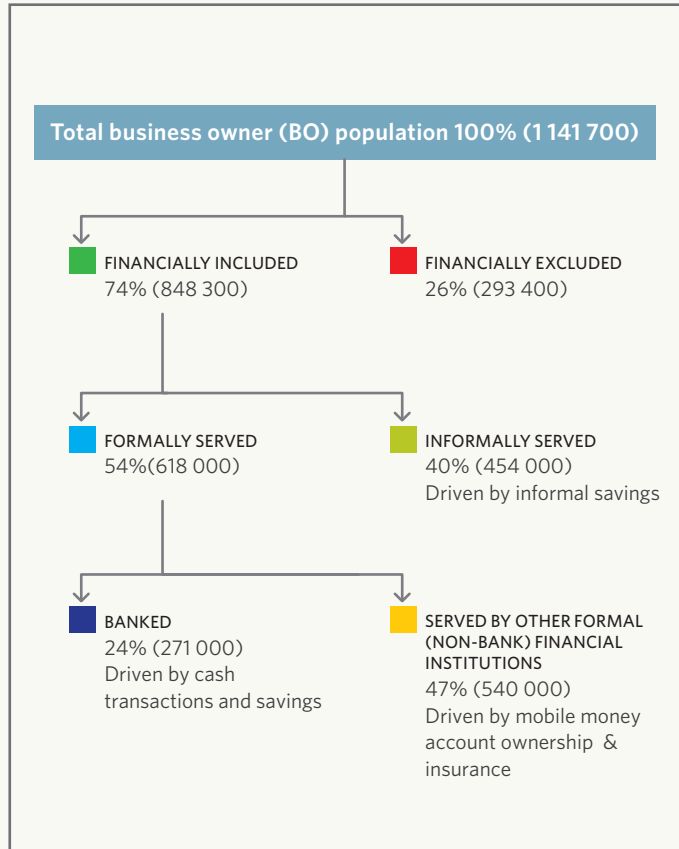 Total business owner (BO) population 100% (1 141 700)
FINANCIALLY INCLUDED
74% (848 300)
FINANCIALLY EXCLUDED
26% (293 400)
FORMALLY SERVED
54%(618 000)
INFORMALLY SERVED
40% (454 000)
Driven by informal savings
BANKED
24% (271 000)
Driven by cash
transactions and savings
SERVED BY OTHER FORMAL
(NON-BANK) FINANCIAL
INSTITUTIONS
47% (540 000)
Driven by mobile money
account ownership &
insurance